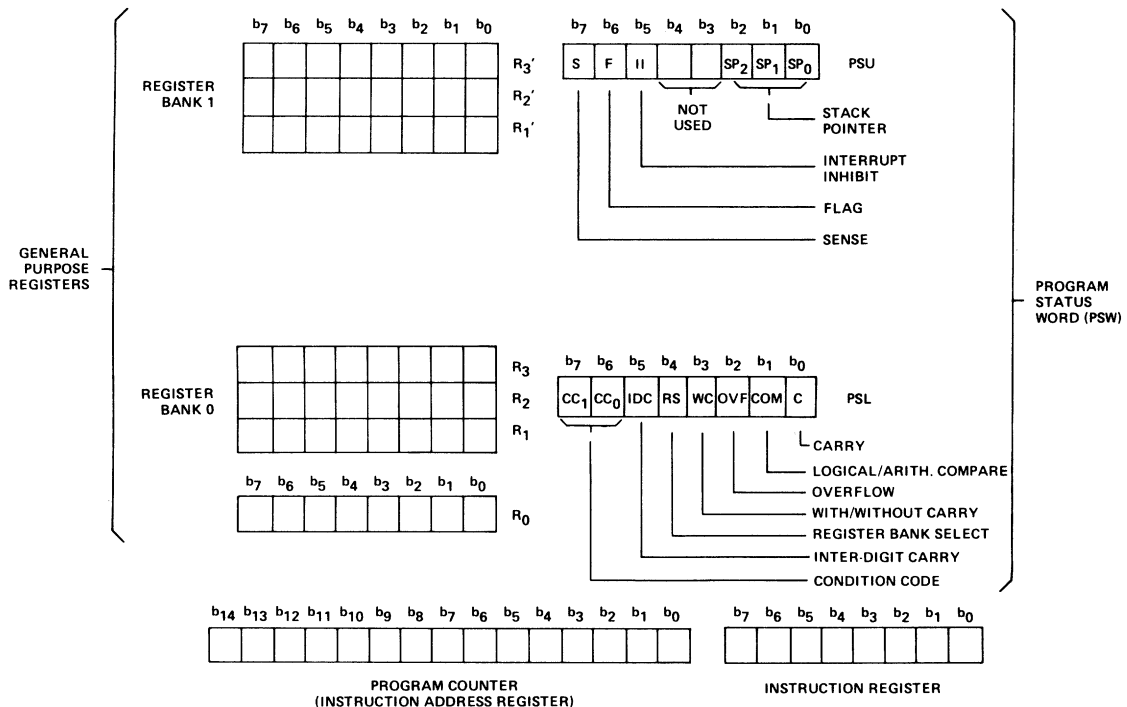 b7 b6 b5 b4 b3 b2 b1 b0
REGISTER
BANK 1
R3'
R2'
R1'
b7 b6 b5 b4 b3 b2 b1 b0
S F II SP2 SP1 SP0
PSU
NOT
USED
STACK
POINTER
INTERRUPT
INHIBIT
FLAG
SENSE
GENERAL
PURPOSE
REGISTERS
PROGRAM
STATUS
WORD (PSW)
REGISTER
BANK 0
R3
R2
R1
b7 b6 b5 b4 b3 b2 b1 b0
R0
b7 b6 b5 b4 b3 b2 b1 b0
CC1 CC0 IDC RS WC OVF COM C
PSL
CARRY
LOGICAL/ARITH. COMPARE
OVERFLOW
WITH/WITHOUT CARRY
REGISTER BANK SELECT
INTER-DIGIT CARRY
CONDITION CODE
b14 b13 b12 b11 b10 b9 b8 b7 b6 b5 b4 b3 b2 b1 b0
PROGRAM COUNTER
(INSTRUCTION ADDRESS REGISTER)
b7 b6 b5 b4 b3 b2 b1 b0
INSTRUCTION REGISTER